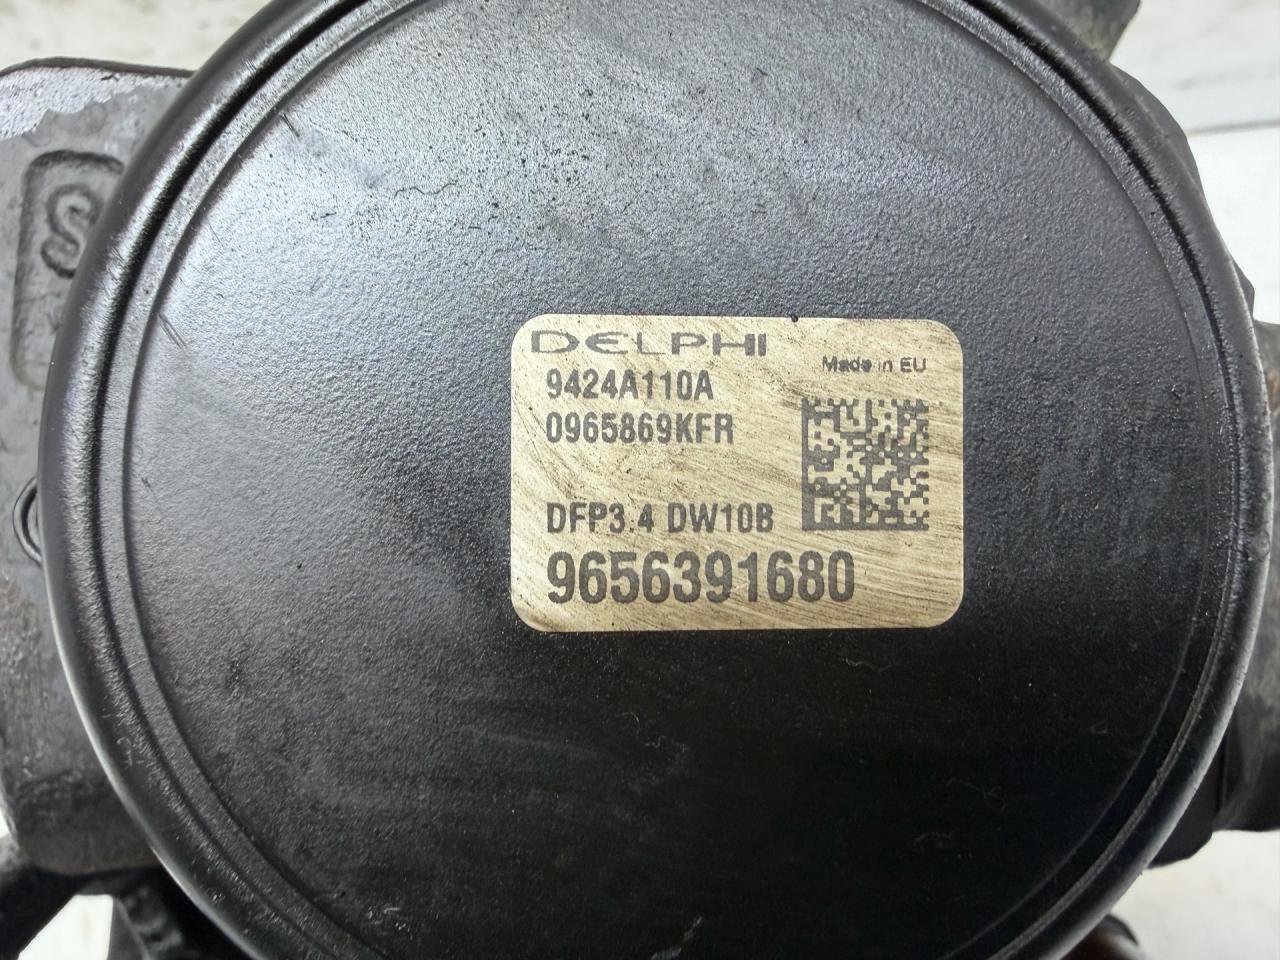 DELPHI
Made in EU
9424A110A
0965869KFR
DFP3.4 DW10B
9656391680
S